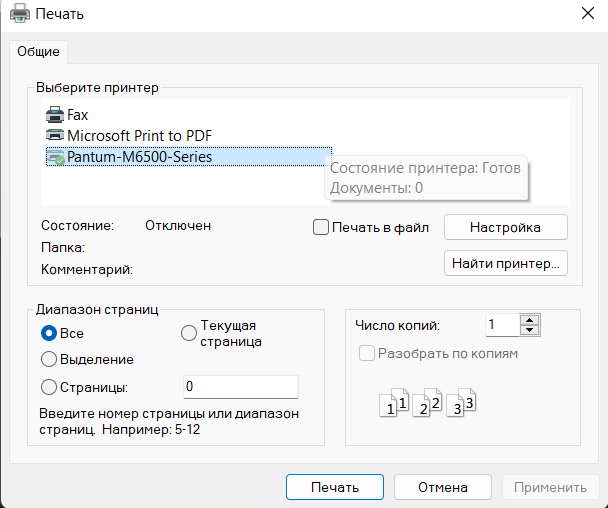 Печать
Общие
Выберите принтер
Fax
Microsoft Print to PDF
Pantum-M6500-Series
Состояние принтера: Готов
Документы: 0
Состояние: Отключен
Папка:
Комментарий:
Печать в файл
Настройка
Найти принтер...
Диапазон страниц
Все
Текущая
страница
Выделение
Страницы: 0
Введите номер страницы или диапазон
страниц. Например: 5-12
Число копий: 1
Разобрать по копиям
1 1 2 2 3 3
Печать
Отмена
Применить